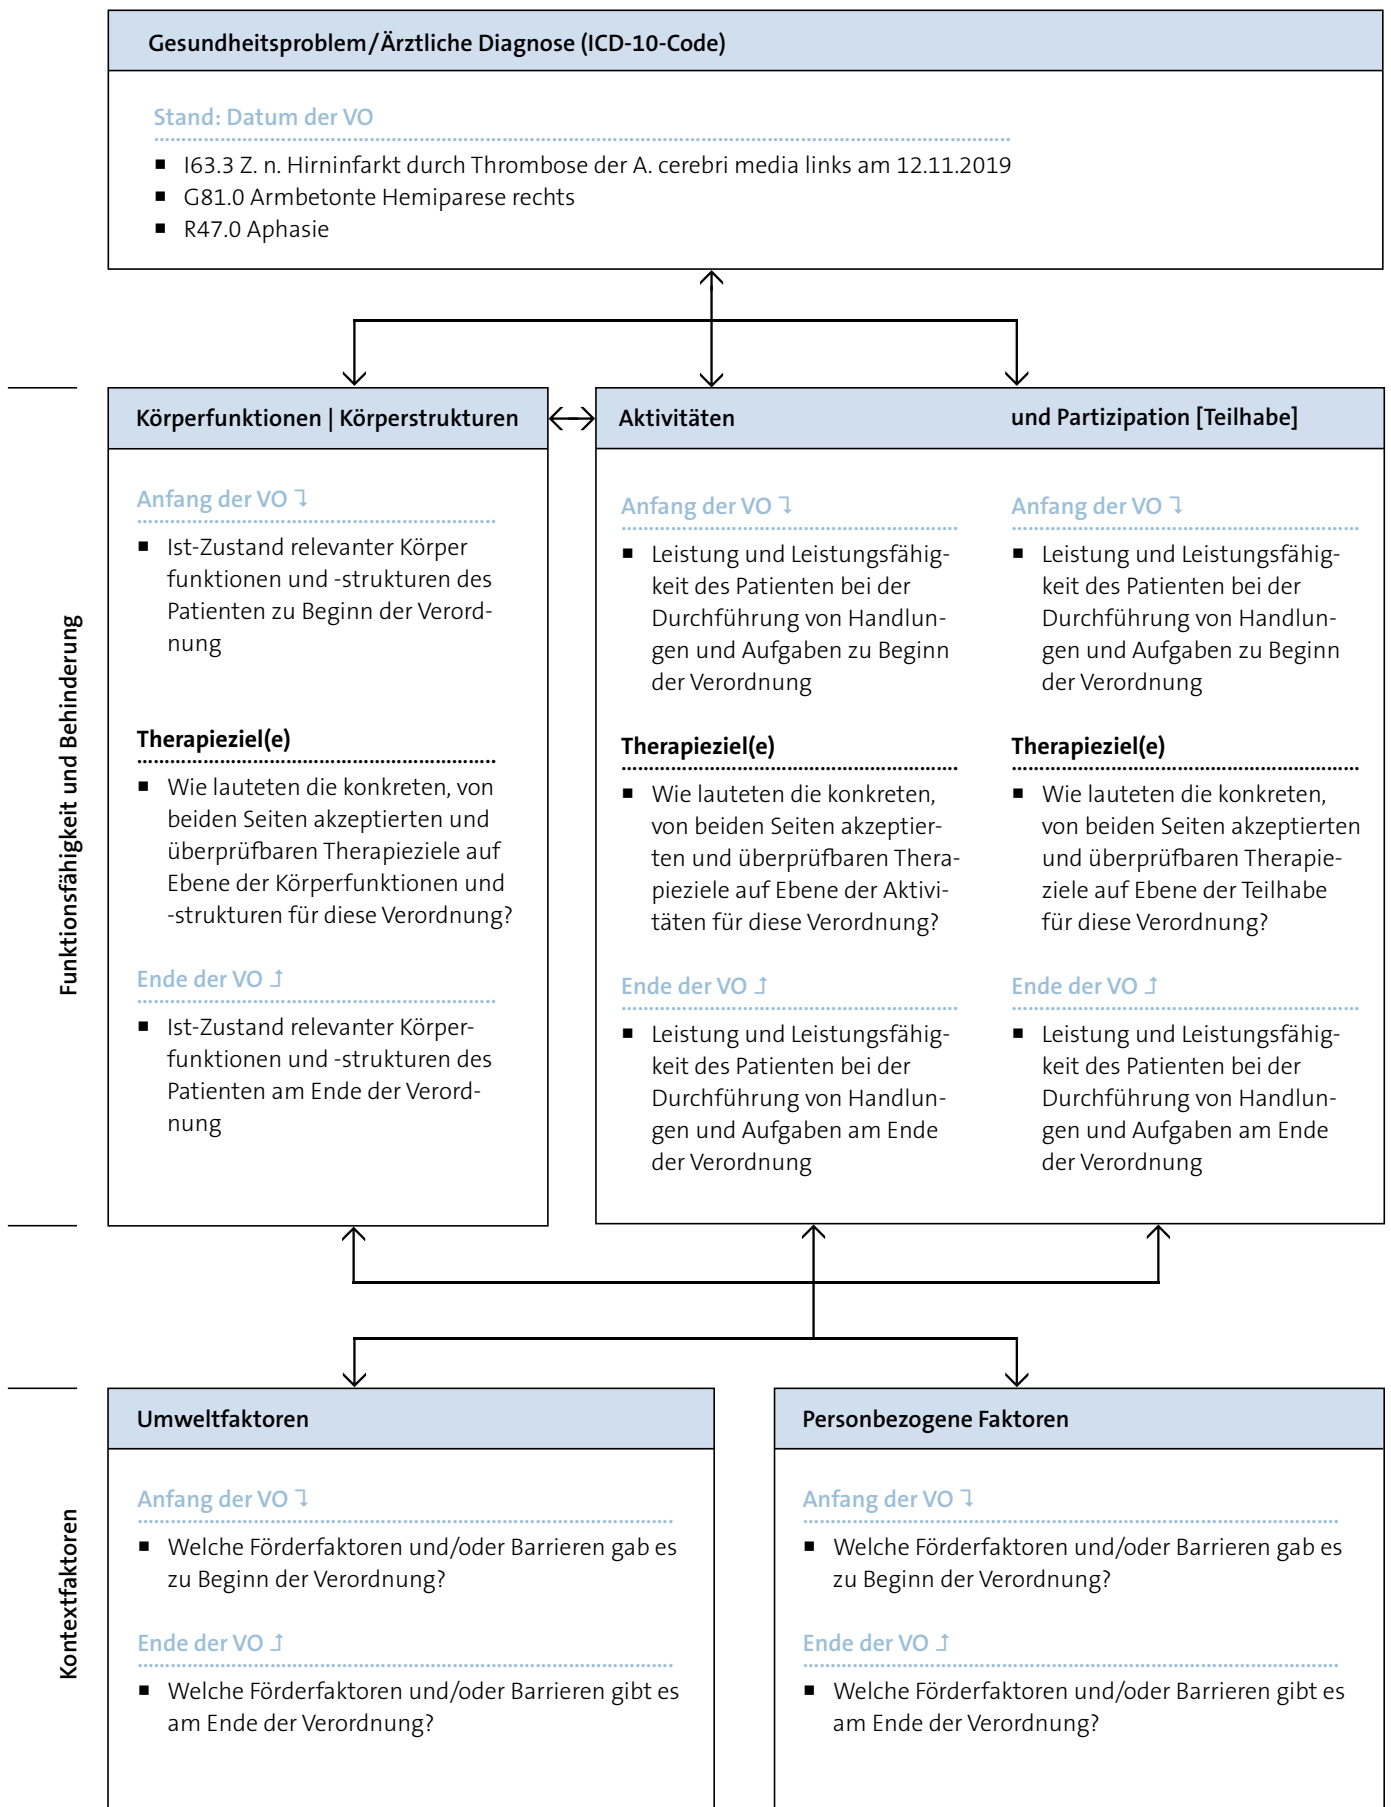 Gesundheitsproblem/Ärztliche Diagnose (ICD-10-Code)
Stand: Datum der VO
■ I63.3 Z. n. Hirninfarkt durch Thrombose der A. cerebri media links am 12.11.2019
■ G81.0 Armbetonte Hemiparese rechts
■ R47.0 Aphasie
Funktionsfähigkeit und Behinderung
Körperfunktionen | Körperstrukturen
Anfang der VO ↴
■ Ist-Zustand relevanter Körper
funktionen und -strukturen des
Patienten zu Beginn der Verord-
nung
Therapieziel(e)
■ Wie lauteten die konkreten, von
beiden Seiten akzeptierten und
überprüfbaren Therapieziele auf
Ebene der Körperfunktionen und
-strukturen für diese Verordnung?
Ende der VO ⮥
■ Ist-Zustand relevanter Körper-
funktionen und -strukturen des
Patienten am Ende der Verord-
nung
Aktivitäten
Anfang der VO ↴
■ Leistung und Leistungsfähig-
keit des Patienten bei der
Durchführung von Handlun-
gen und Aufgaben zu Beginn
der Verordnung
Therapieziel(e)
■ Wie lauteten die konkreten,
von beiden Seiten akzeptier-
ten und überprüfbaren Thera-
pieziele auf Ebene der Aktivi-
täten für diese Verordnung?
Ende der VO ⮥
■ Leistung und Leistungsfähig-
keit des Patienten bei der
Durchführung von Handlun-
gen und Aufgaben am Ende
der Verordnung
und Partizipation [Teilhabe]
Anfang der VO ↴
■ Leistung und Leistungsfähig-
keit des Patienten bei der
Durchführung von Handlun-
gen und Aufgaben zu Beginn
der Verordnung
Therapieziel(e)
■ Wie lauteten die konkreten,
von beiden Seiten akzeptierten
und überprüfbaren Therapie-
ziele auf Ebene der Teilhabe
für diese Verordnung?
Ende der VO ⮥
■ Leistung und Leistungsfähig-
keit des Patienten bei der
Durchführung von Handlun-
gen und Aufgaben am Ende
der Verordnung
Kontextfaktoren
Umweltfaktoren
Anfang der VO ↴
■ Welche Förderfaktoren und/oder Barrieren gab es
zu Beginn der Verordnung?
Ende der VO ⮥
■ Welche Förderfaktoren und/oder Barrieren gibt es
am Ende der Verordnung?
Personbezogene Faktoren
Anfang der VO ↴
■ Welche Förderfaktoren und/oder Barrieren gab es
zu Beginn der Verordnung?
Ende der VO ⮥
■ Welche Förderfaktoren und/oder Barrieren gibt es
am Ende der Verordnung?